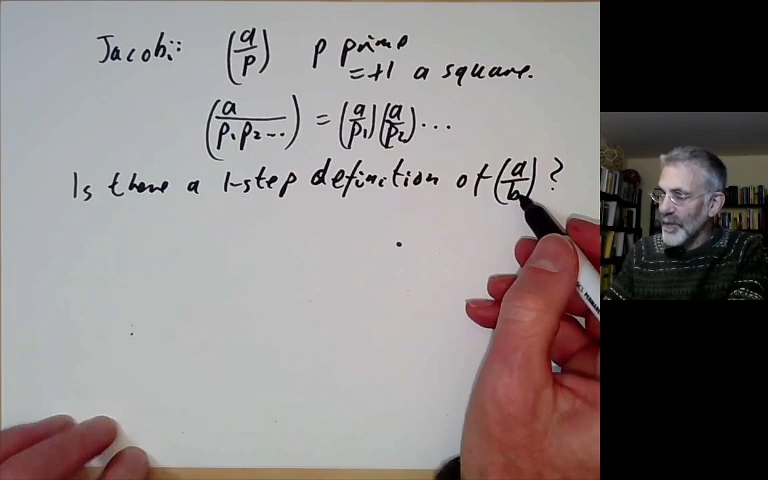 Jacobi: (a/p) p prime
= +1 a square.
(a/p₁p₂...) = (a/p₁)(a/p₂)...
Is there a 1-step definition of (a/b)?